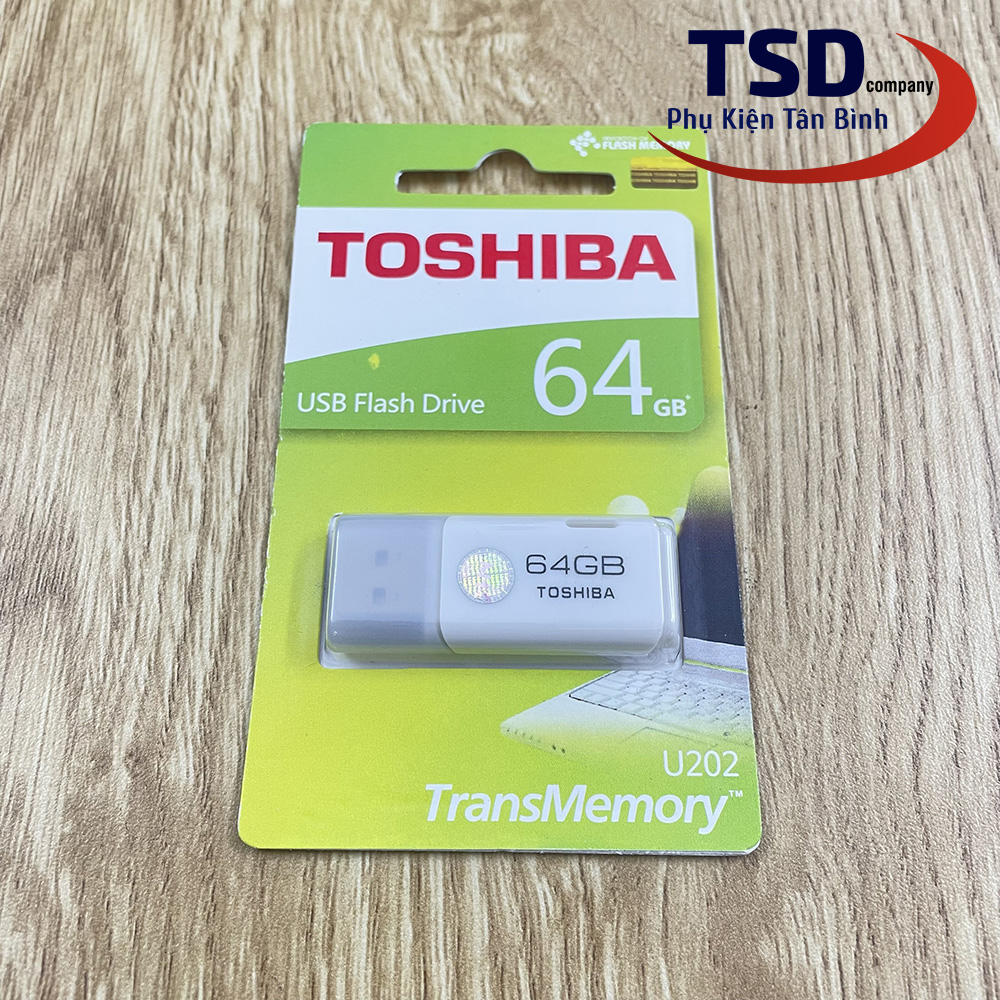 TSD
company
Phụ Kiện Tân Bình
FLASH MEMORY
TOSHIBA
USB Flash Drive
64GB*
64GB
TOSHIBA
U202
TransMemory™